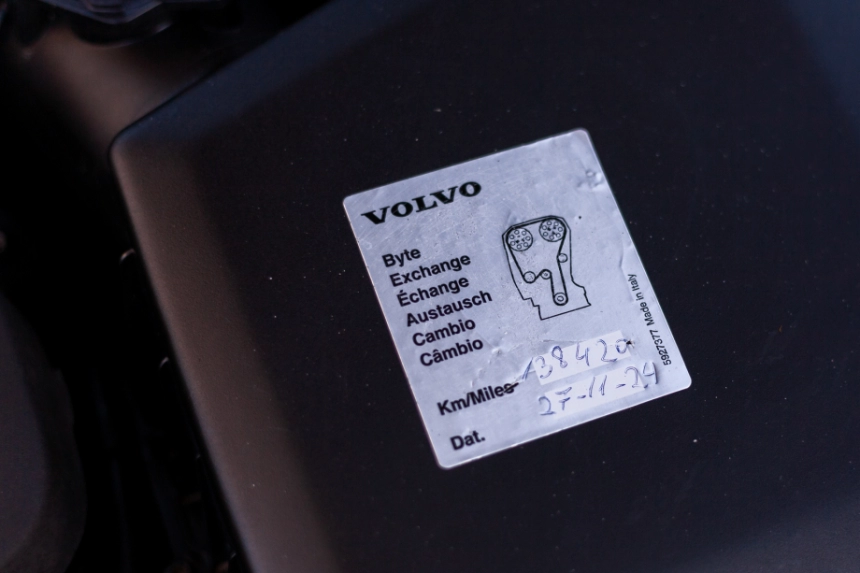 VOLVO
Byte
Exchange
Échange
Austausch
Cambio
Câmbio
Km/Miles 138420
Dat. 27-11-24
5927377 Made in Italy